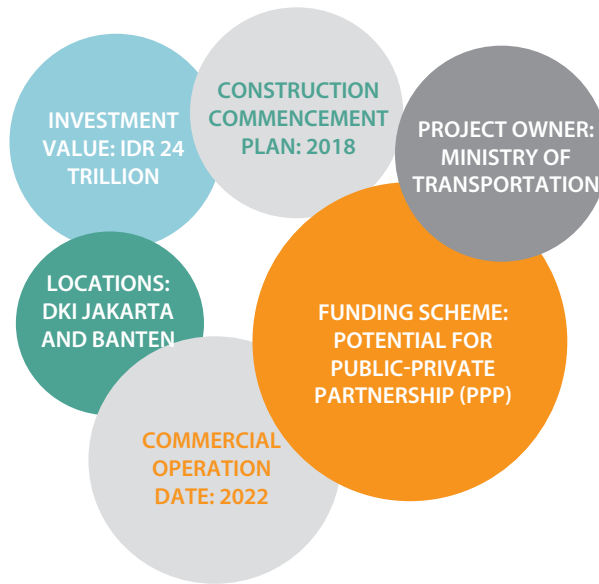 INVESTMENT
VALUE: IDR 24
TRILLION
CONSTRUCTION
COMMENCEMENT
PLAN: 2018
PROJECT OWNER:
MINISTRY OF
TRANSPORTATION
LOCATIONS:
DKI JAKARTA
AND BANTEN
FUNDING SCHEME:
POTENTIAL FOR
PUBLIC-PRIVATE
PARTNERSHIP (PPP)
COMMERCIAL
OPERATION
DATE: 2022